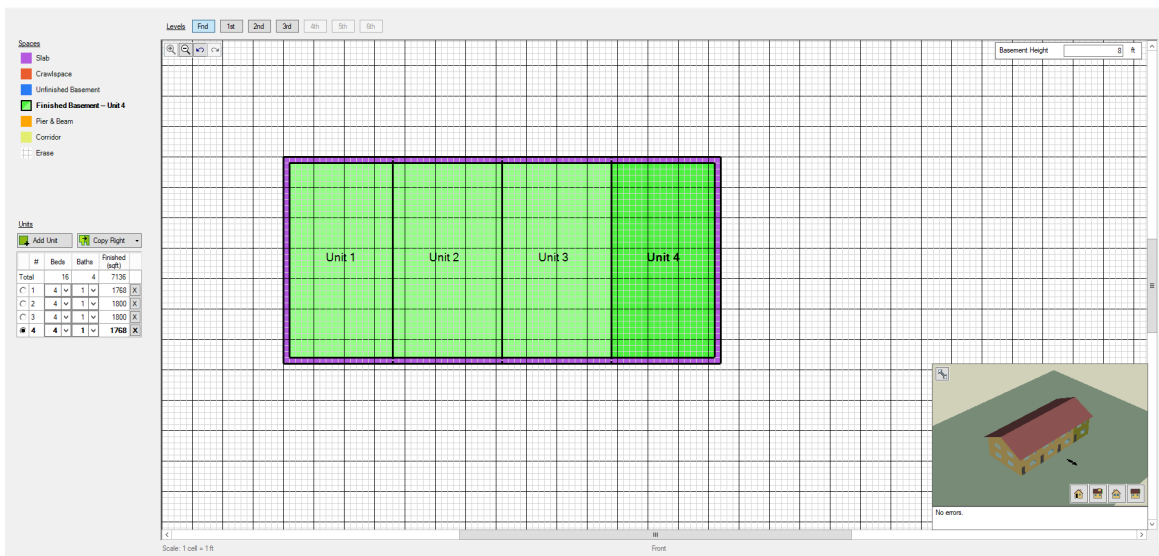 Levels Fnd 1st 2nd 3rd 4th 5th 6th
Spaces
Slab
Crawlspace
Unfinished Basement
Finished Basement -- Unit 4
Pier & Beam
Corridor
Erase
Basement Height 8 ft
Units
Add Unit Copy Right
# Beds Baths Finished (sqft)
Total 16 4 7136
1 4 1 1768 X
2 4 1 1800 X
3 4 1 1800 X
4 4 1 1768 X
Unit 1 Unit 2 Unit 3 Unit 4
No errors.
Scale: 1 cell = 1 ft Front